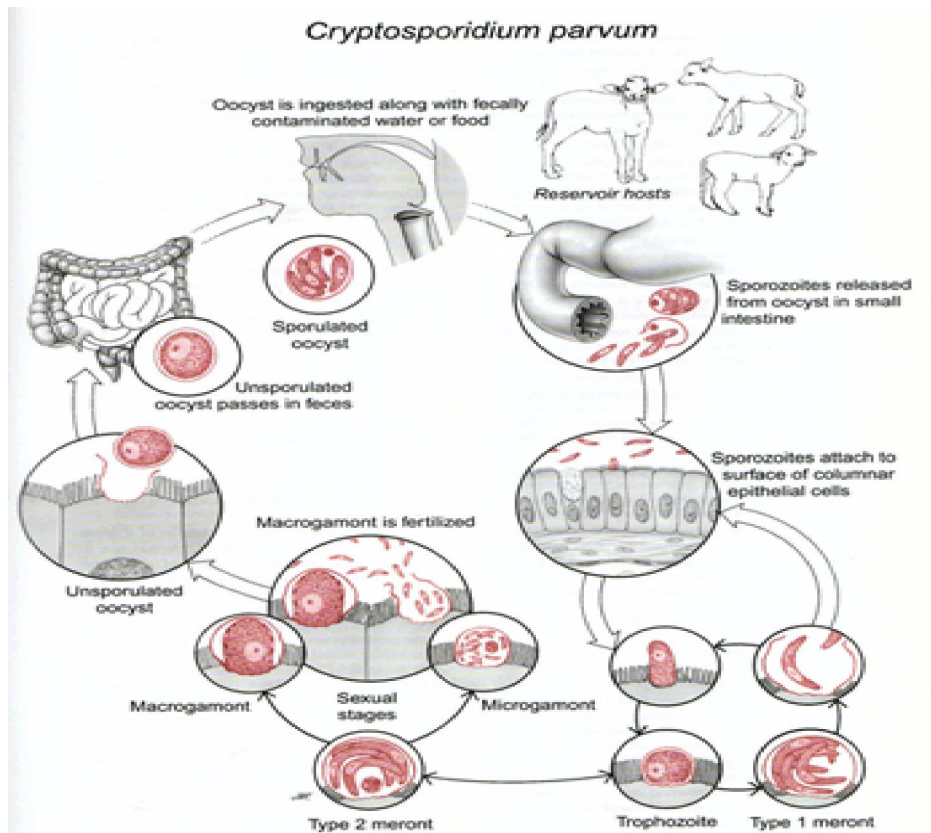 Cryptosporidium parvum
Oocyst is ingested along with fecally
contaminated water or food
Reservoir hosts
Sporozoites released
from oocyst in small
intestine
Sporulated
oocyst
Unsporulated
oocyst passes in feces
Sporozoites attach to
surface of columnar
epithelial cells
Macrogamont is fertilized
Unsporulated
oocyst
Macrogamont
Sexual
stages
Microgamont
Type 2 meront
Trophozoite
Type 1 meront